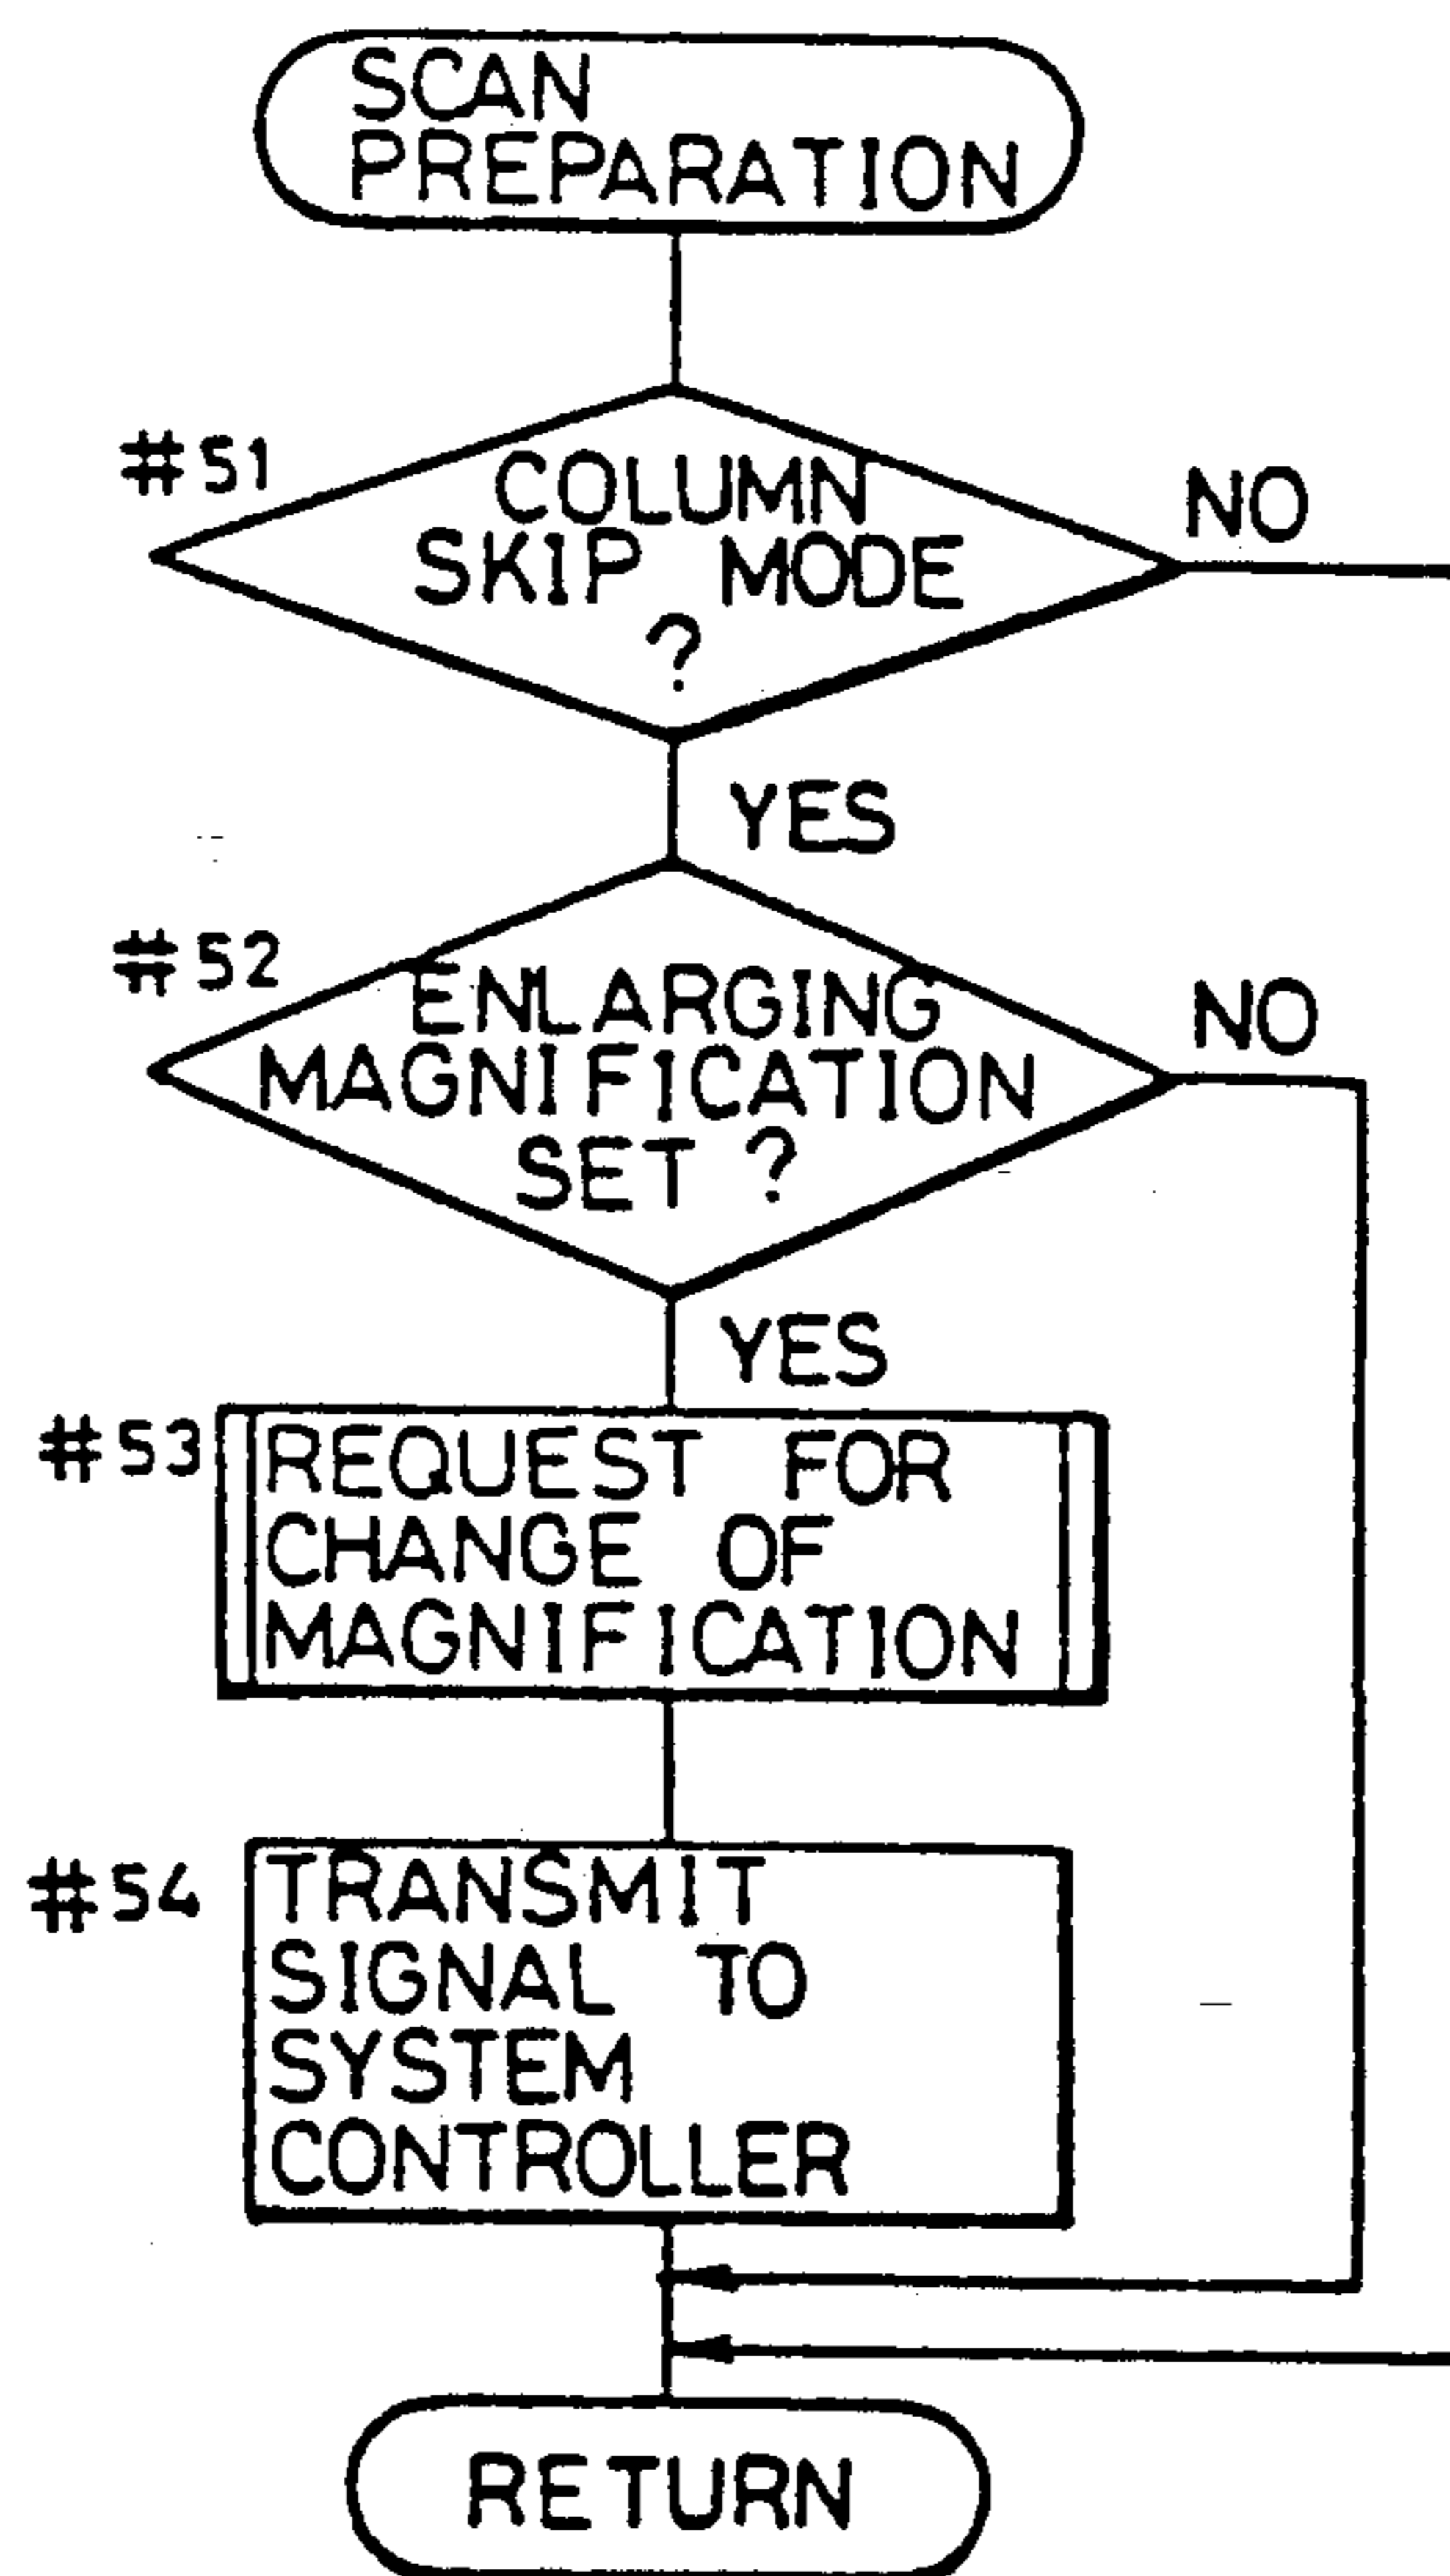 SCAN
PREPARATION
#51
COLUMN
SKIP MODE
?
NO
YES
#52
ENLARGING
MAGNIFICATION
SET ?
NO
YES
#53
REQUEST FOR
CHANGE OF
MAGNIFICATION
#54
TRANSMIT
SIGNAL TO
SYSTEM
CONTROLLER
RETURN